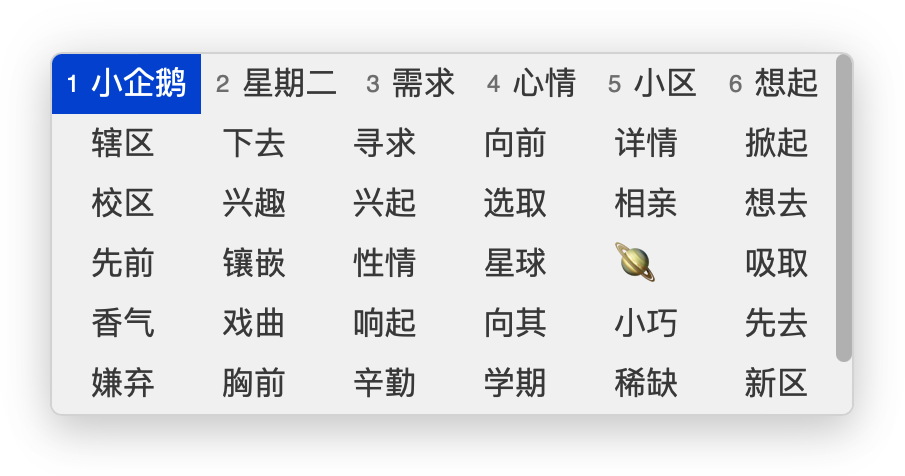 1 小企鹅 2 星期二 3 需求 4 心情 5 小区 6 想起
辖区 下去 寻求 向前 详情 掀起
校区 兴趣 兴起 选取 相亲 想去
先前 镶嵌 性情 星球 🪐 吸取
香气 戏曲 响起 向其 小巧 先去
嫌弃 胸前 辛勤 学期 稀缺 新区